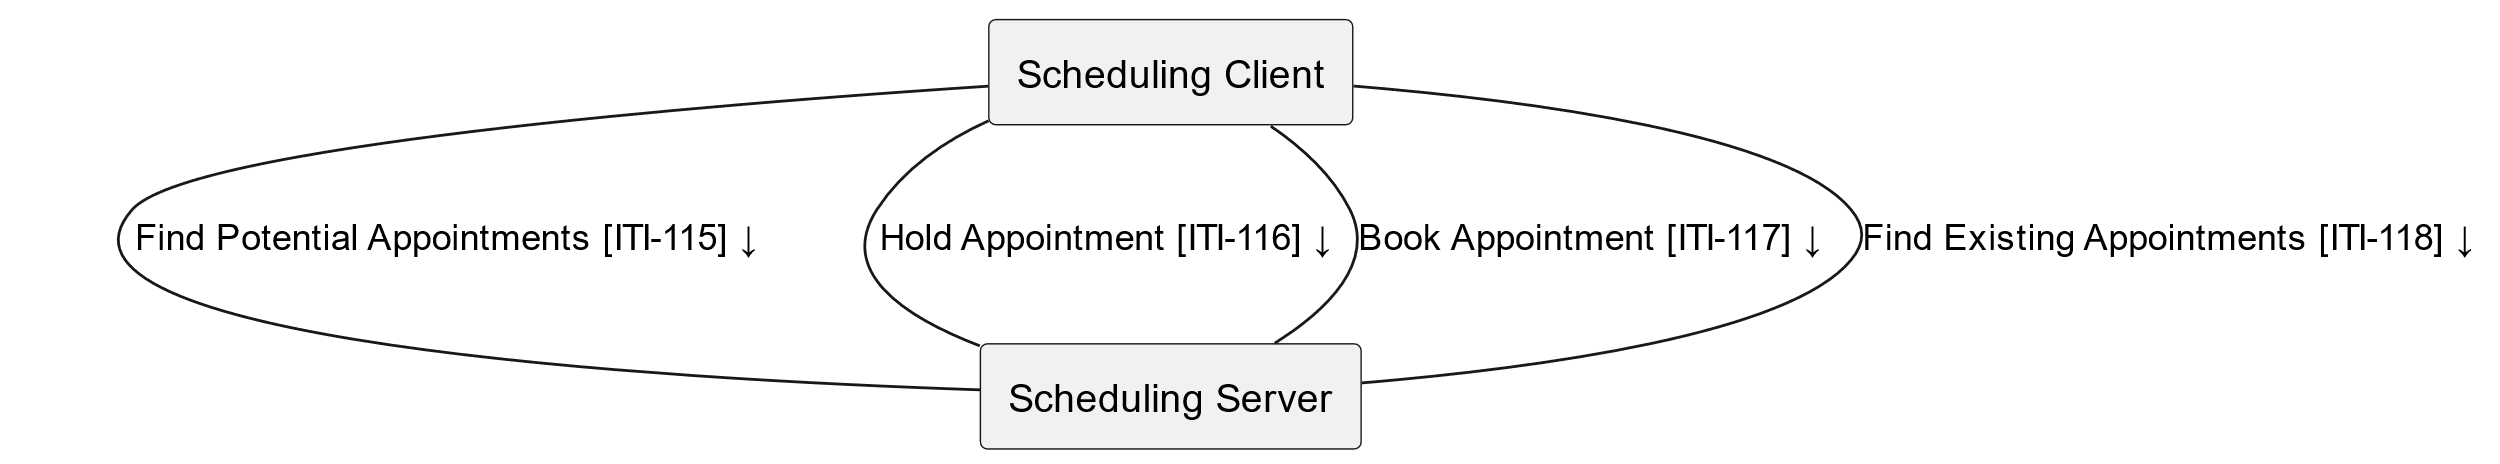 Scheduling Client
Find Potential Appointments [ITI-115] ↓
Hold Appointment [ITI-116] ↓
Book Appointment [ITI-117] ↓
Find Existing Appointments [ITI-118] ↓
Scheduling Server